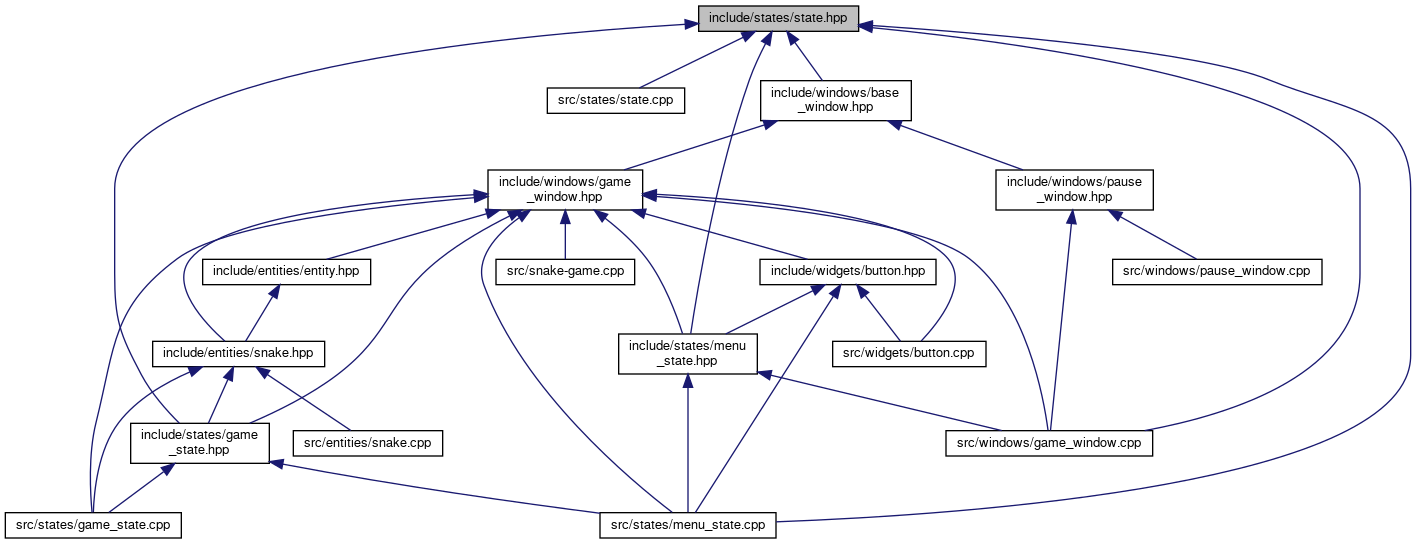 include/states/state.hpp
src/states/state.cpp
include/windows/base
_window.hpp
include/windows/game
_window.hpp
include/windows/pause
_window.hpp
include/entities/entity.hpp
src/snake-game.cpp
include/widgets/button.hpp
src/windows/pause_window.cpp
include/entities/snake.hpp
include/states/menu
_state.hpp
src/widgets/button.cpp
include/states/game
_state.hpp
src/entities/snake.cpp
src/windows/game_window.cpp
src/states/game_state.cpp
src/states/menu_state.cpp